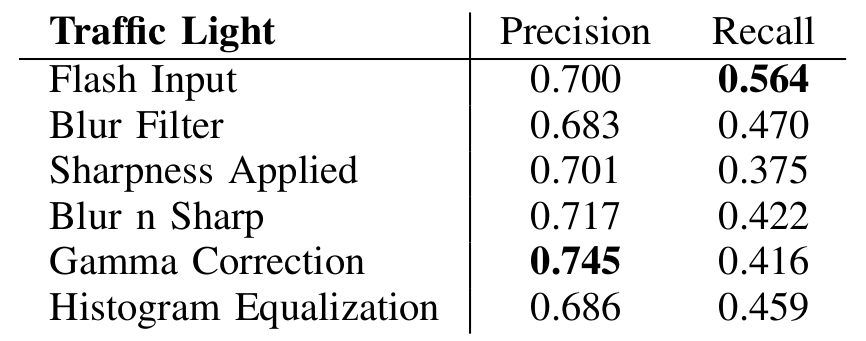 Traffic Light Precision Recall
Flash Input 0.700 0.564
Blur Filter 0.683 0.470
Sharpness Applied 0.701 0.375
Blur n Sharp 0.717 0.422
Gamma Correction 0.745 0.416
Histogram Equalization 0.686 0.459